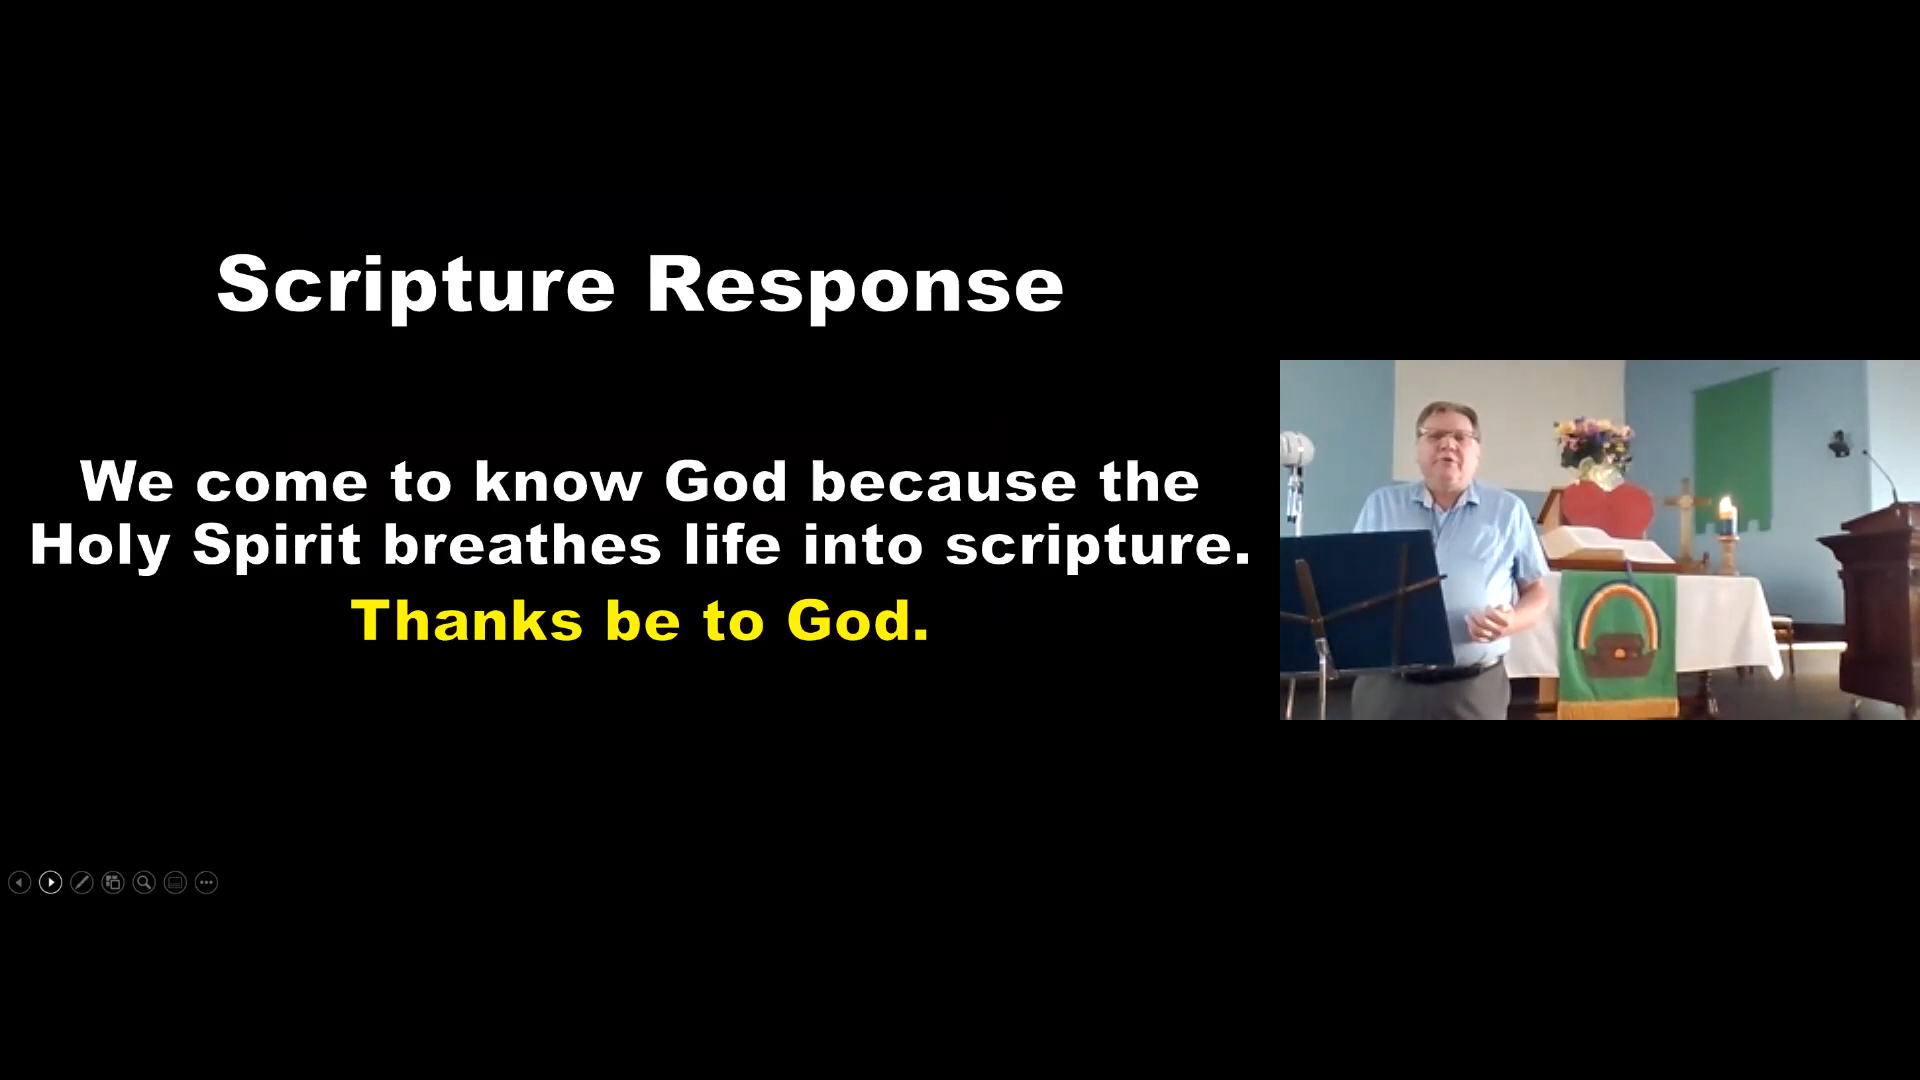 Scripture Response
We come to know God because the
Holy Spirit breathes life into scripture.
Thanks be to God.